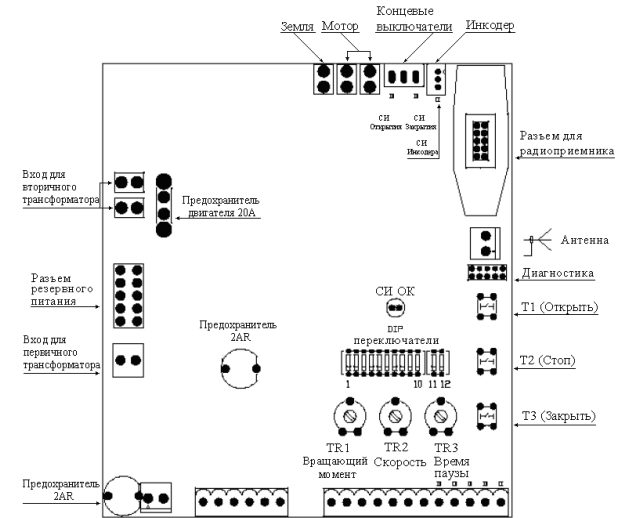 Концевые
Земля Мотор выключатели Инкодер
СИ СИ
Открытия Закрытия
СИ
Инкодера
Разъем для
радиоприемника
Вход для
вторичного
трансформатора
Предохранитель
двигателя 20А
Антенна
Диагностика
Разъем
резервного
питания
СИ ОК
T1 (Открыть)
Предохранитель
2AR
DIP
переключатели
Вход для
первичного
трансформатора
T2 (Стоп)
1 10 11 12
T3 (Закрыть)
TR1 TR2 TR3
Вращающий
момент
Скорость
Время
паузы
Предохранитель
2AR